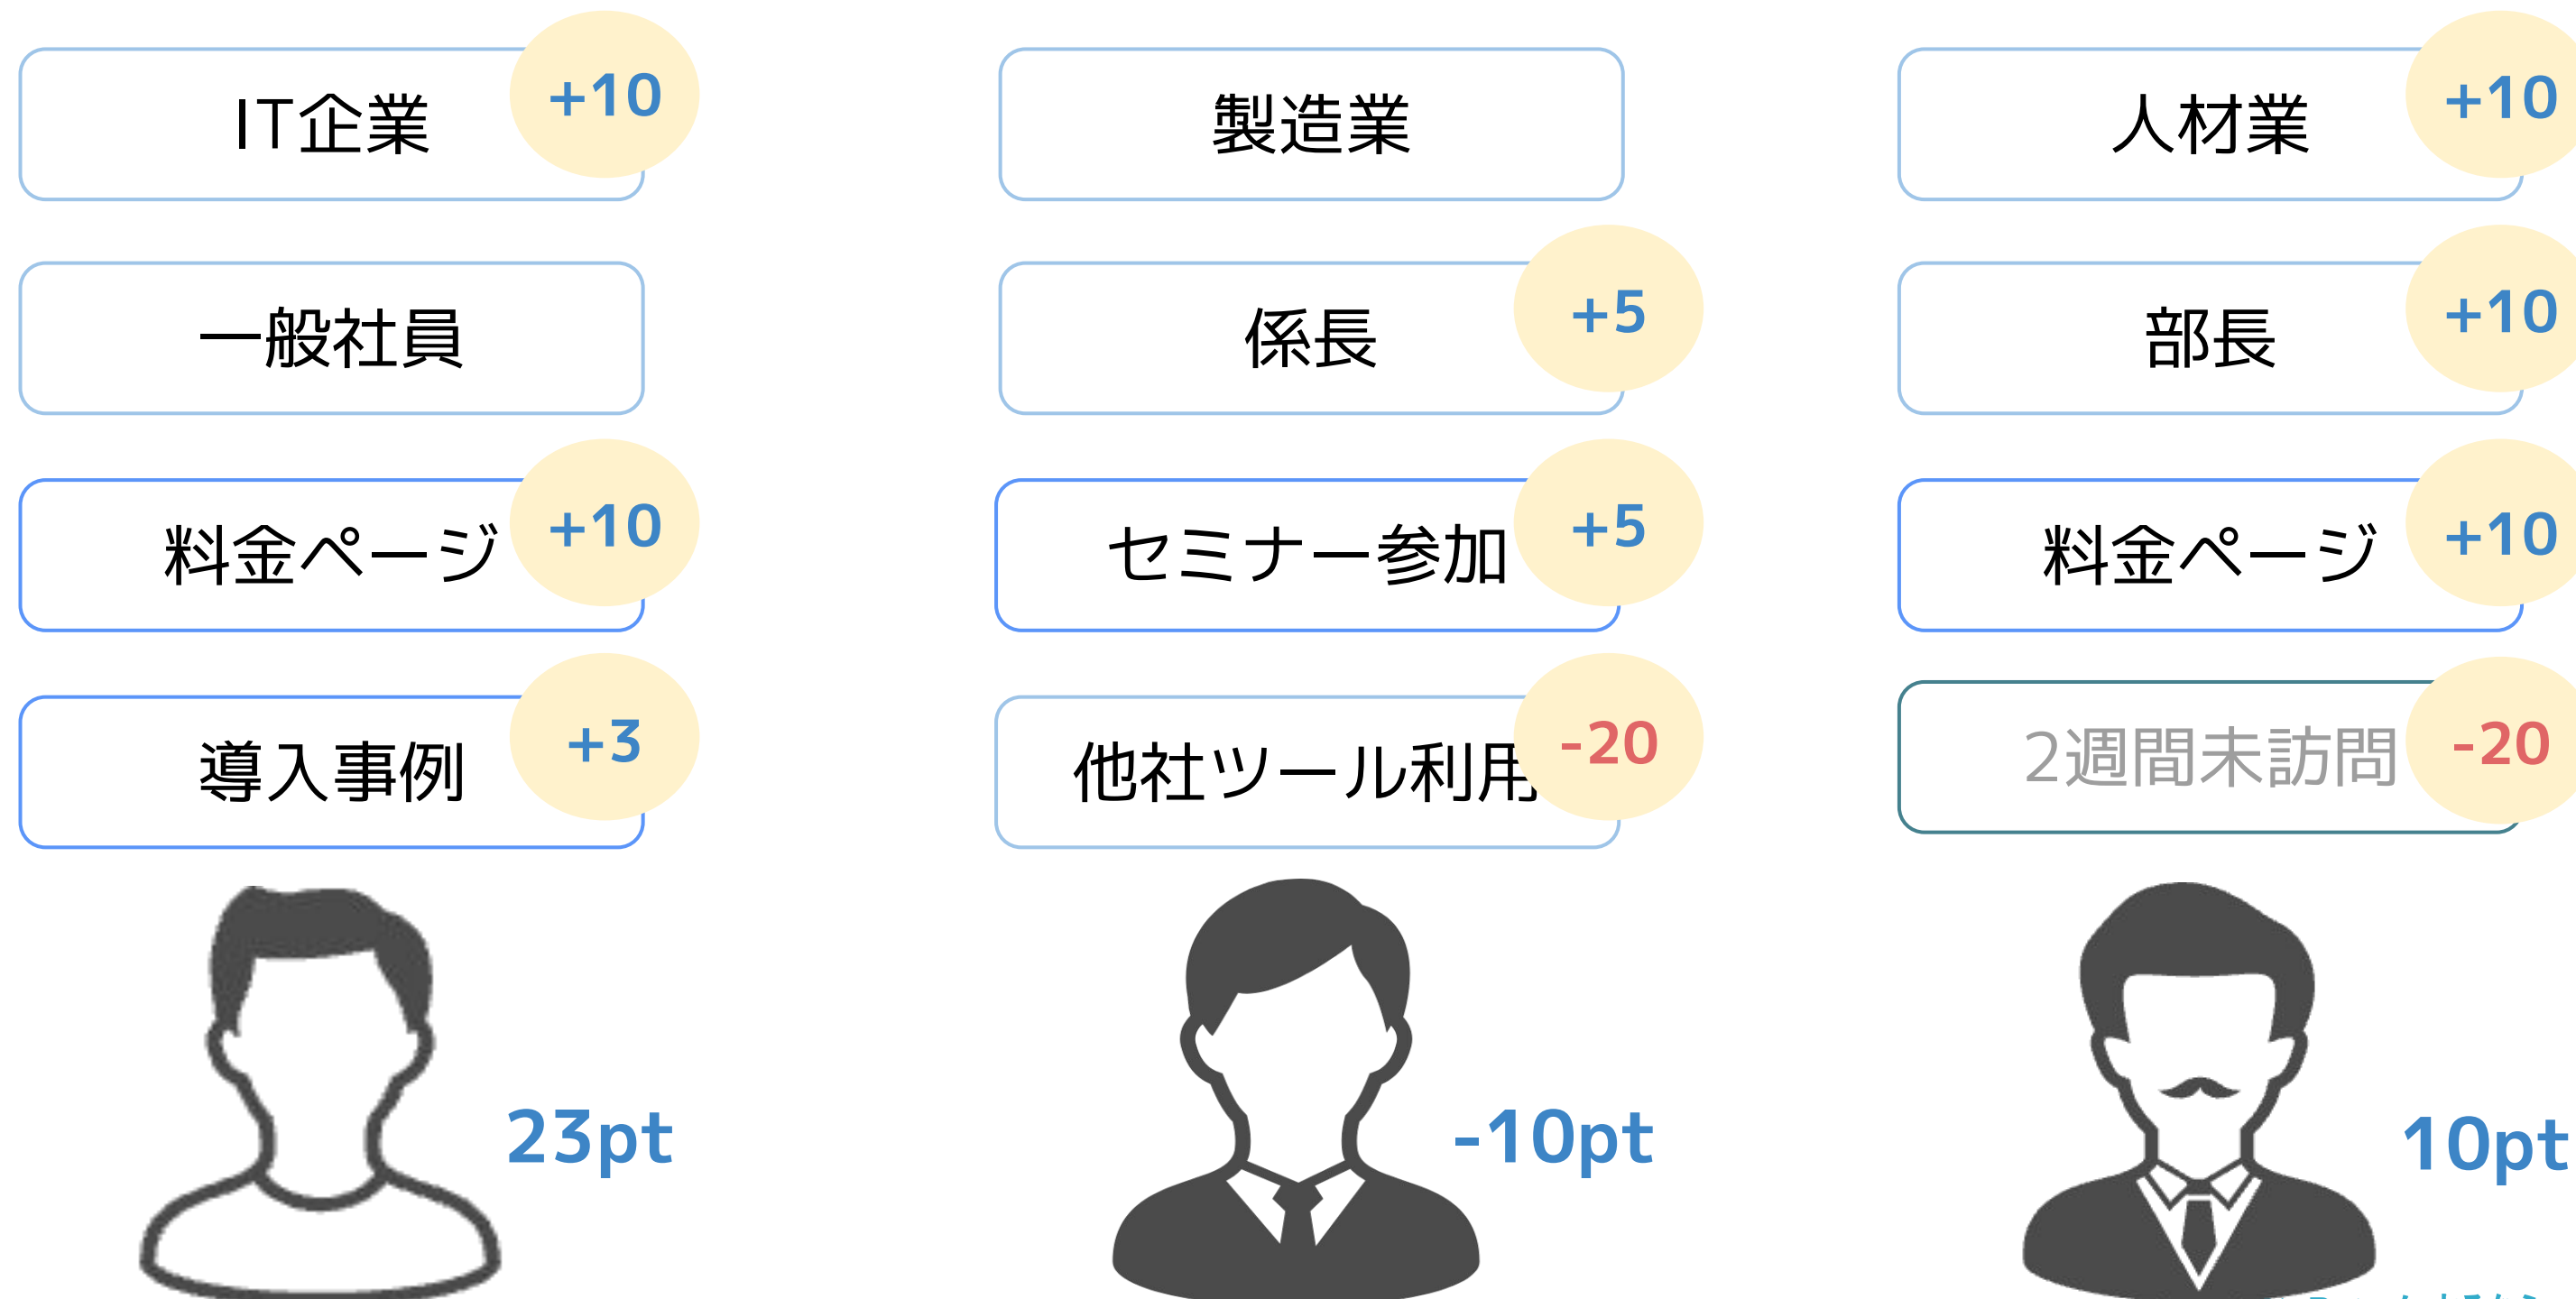 IT企業
+10
一般社員
料金ページ
+10
導入事例
+3
23pt
製造業
係長
+5
セミナー参加
+5
他社ツール利用
-20
-10pt
人材業
+10
部長
+10
料金ページ
+10
2週間未訪問
-20
10pt